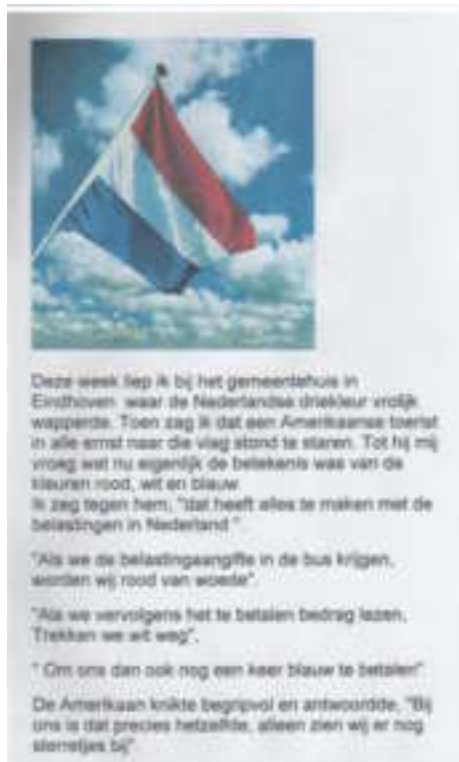 Deze week liep ik bij het gemeentehuis in
Eindhoven waar de Nederlandse driekleur vrolijk
wapperde. Toen zag ik dat een Amerikaanse toerist
in alle ernst naar die vlag stond te staren. Tot hij mij
vroeg wat nu eigenlijk de betekenis was van de
kleuren rood, wit en blauw.
Ik zeg tegen hem, "dat heeft alles te maken met de
belastingen in Nederland "
"Als we de belastingaangifte in de bus krijgen,
worden wij rood van woede"
"Als we vervolgens het te betalen bedrag lezen,
Trekken we wit weg",
" Om ons dan ook nog een keer blauw te betalen"
De Amerikaan knikte begripvol en antwoordde, "Bij
ons is dat precies hetzelfde, alleen zien wij er nog
sterretjes bij"